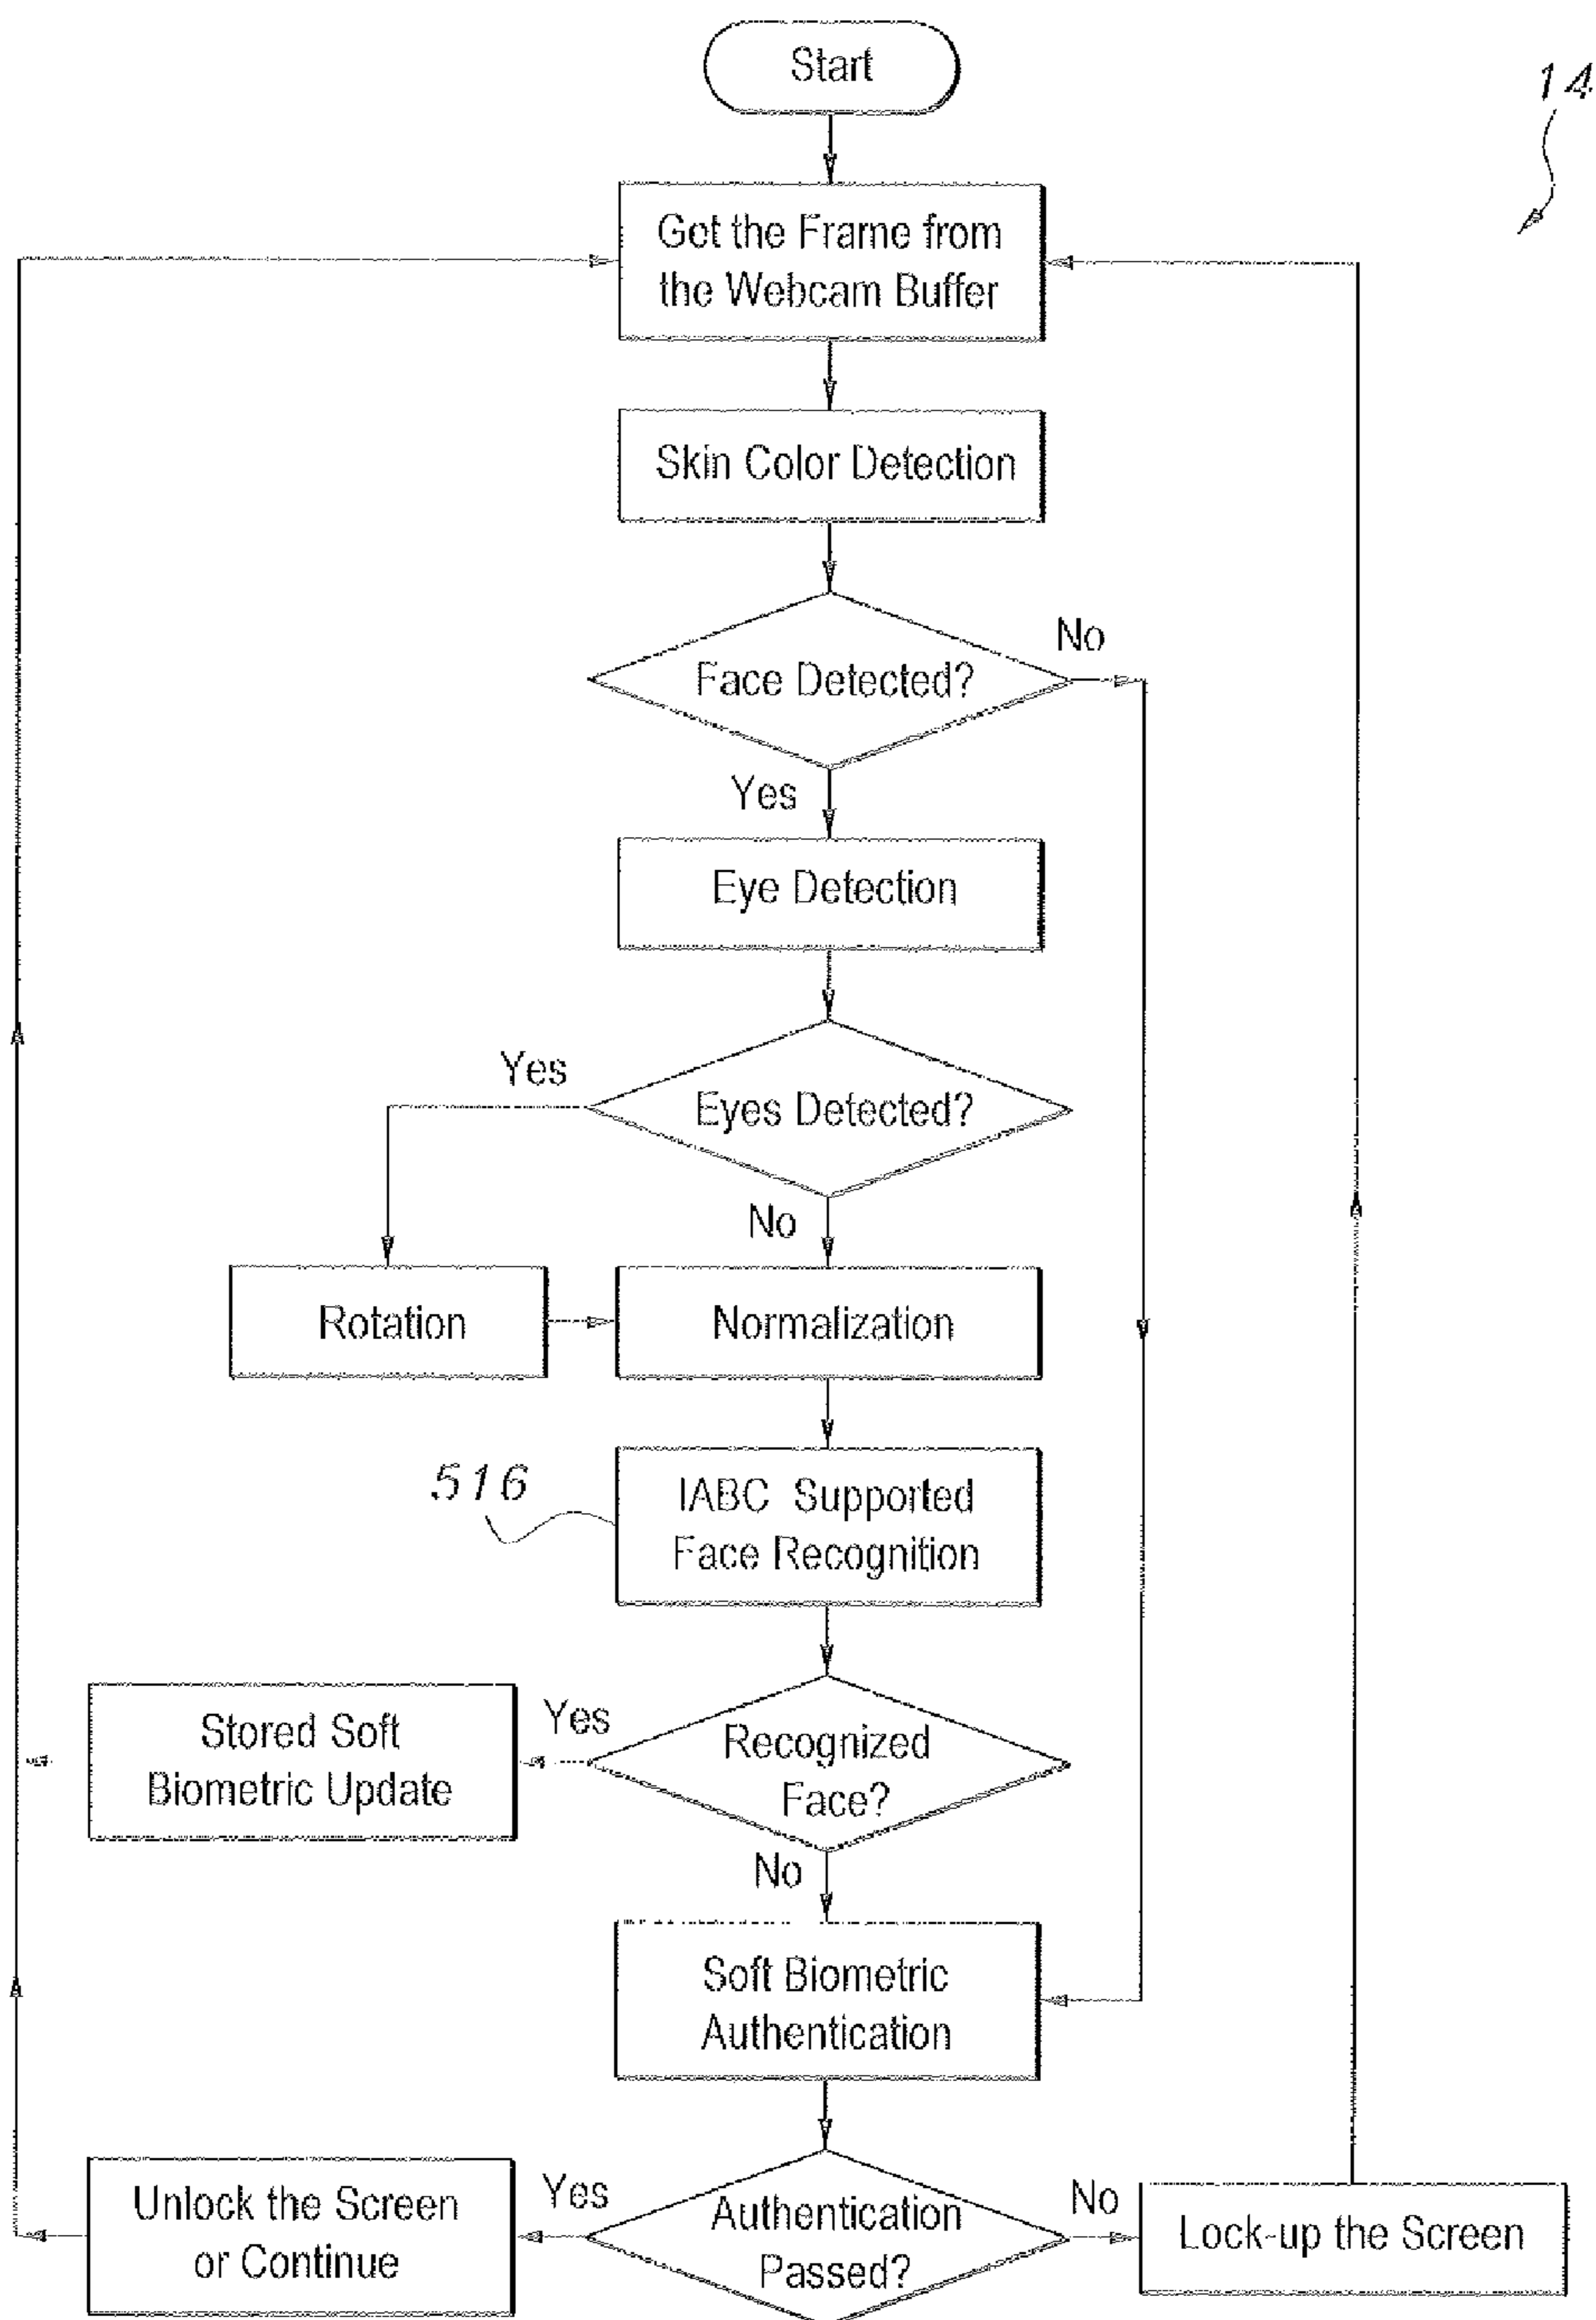 Start
14
Get the Frame from
the Webcam Buffer
Skin Color Detection
No
Face Detected?
Yes
Eye Detection
Yes
Eyes Detected?
No
Rotation
Normalization
516
IABC Supported
Face Recognition
Stored Soft
Biometric Update
Yes
Recognized
Face?
No
Soft Biometric
Authentication
Unlock the Screen
or Continue
Yes
Authentication
Passed?
No
Lock-up the Screen